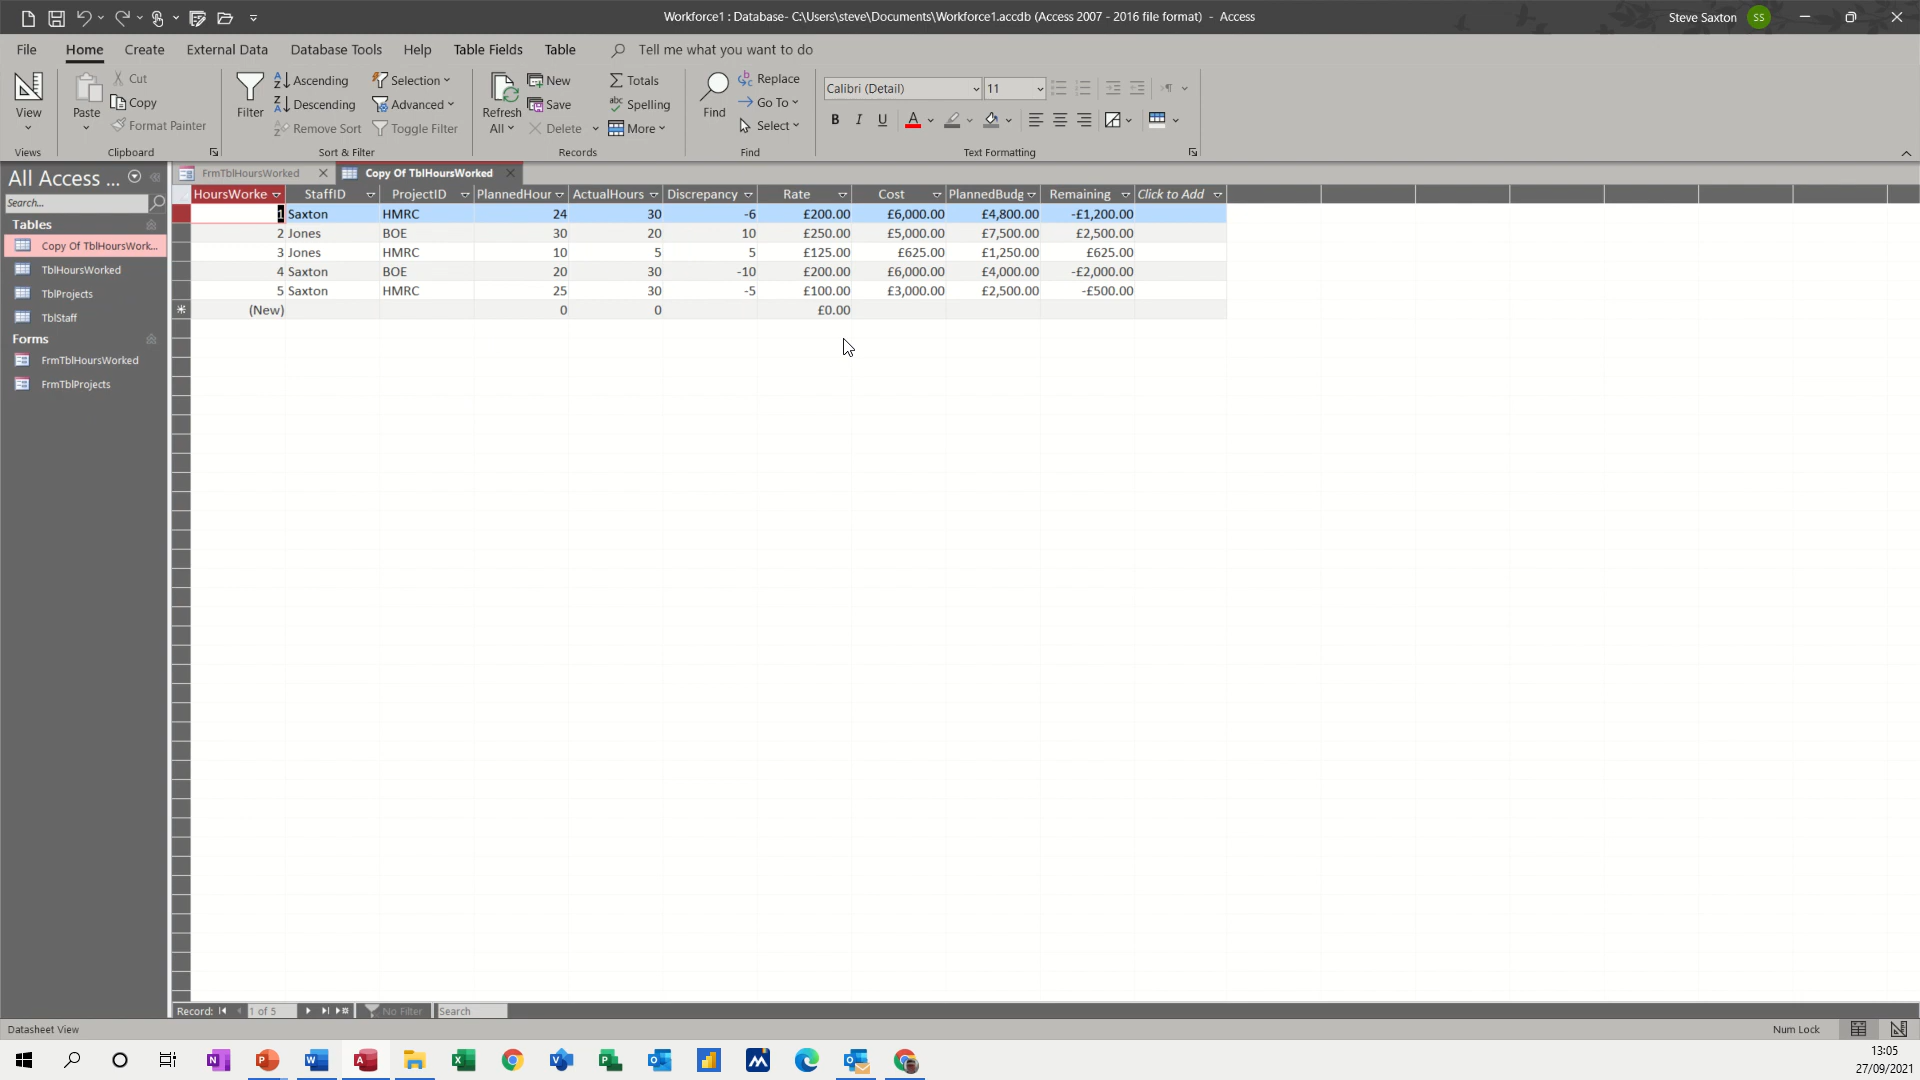 Workforce1 : Database- C:\Users\steve\Documents\Workforce1.accdb (Access 2007 - 2016 file format) - Access
Steve Saxton SS
File Home Create External Data Database Tools Help Table Fields Table Tell me what you want to do
View
Views
Paste
Cut
Copy
Format Painter
Clipboard
Filter
Ascending
Descending
Remove Sort
Selection
Advanced
Toggle Filter
Sort & Filter
Refresh
All
New
Save
Delete
Totals
Spelling
More
Records
Find
Replace
Go To
Select
Find
Calibri (Detail) 11
B I U A
Text Formatting
All Access ...
Search...
Tables
Copy Of TblHoursWork...
TblHoursWorked
TblProjects
TblStaff
Forms
FrmTblHoursWorked
FrmTblProjects
FrmTblHoursWorked Copy Of TblHoursWorked
HoursWorke StaffID ProjectID PlannedHour ActualHours Discrepancy Rate Cost PlannedBudg Remaining Click to Add
1 Saxton HMRC 24 30 -6 £200.00 £6,000.00 £4,800.00 -£1,200.00
2 Jones BOE 30 20 10 £250.00 £5,000.00 £7,500.00 £2,500.00
3 Jones HMRC 10 5 5 £125.00 £625.00 £1,250.00 £625.00
4 Saxton BOE 20 30 -10 £200.00 £6,000.00 £4,000.00 -£2,000.00
5 Saxton HMRC 25 30 -5 £100.00 £3,000.00 £2,500.00 -£500.00
(New) 0 0 £0.00
Record: 1 of 5 No Filter Search
Datasheet View Num Lock
13:05
27/09/2021